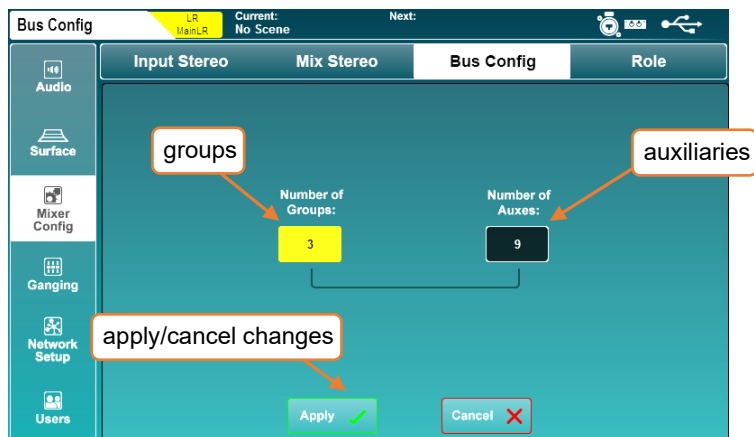 Bus Config
LR
MainLR
Current:
No Scene
Next:
Input Stereo
Mix Stereo
Bus Config
Role
Audio
Surface
Mixer
Config
Ganging
Network
Setup
Users
groups
auxiliaries
Number of
Groups:
Number of
Auxes:
3
9
apply/cancel changes
Apply
Cancel